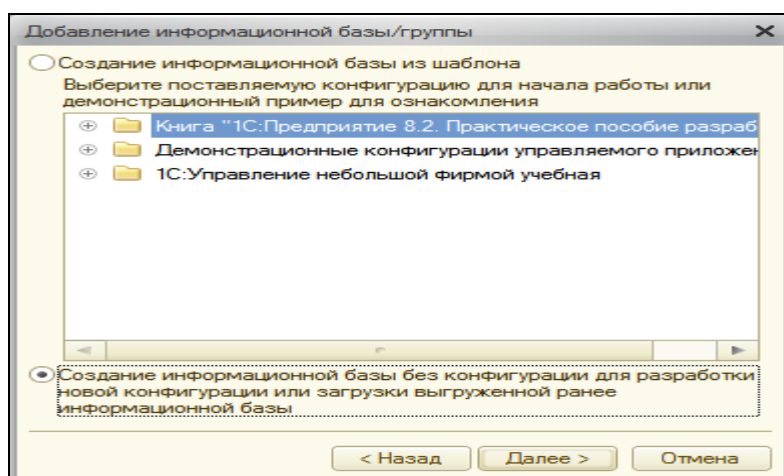 Добавление информационной базы/группы
Создание информационной базы из шаблона
Выберите поставляемую конфигурацию для начала работы или
демонстрационный пример для ознакомления
Книга "1С:Предприятие 8.2. Практическое пособие разраб
Демонстрационные конфигурации управляемого приложен
1С:Управление небольшой фирмой учебная
Создание информационной базы без конфигурации для разработки
новой конфигурации или загрузки выгруженной ранее
информационной базы
< Назад Далее > Отмена